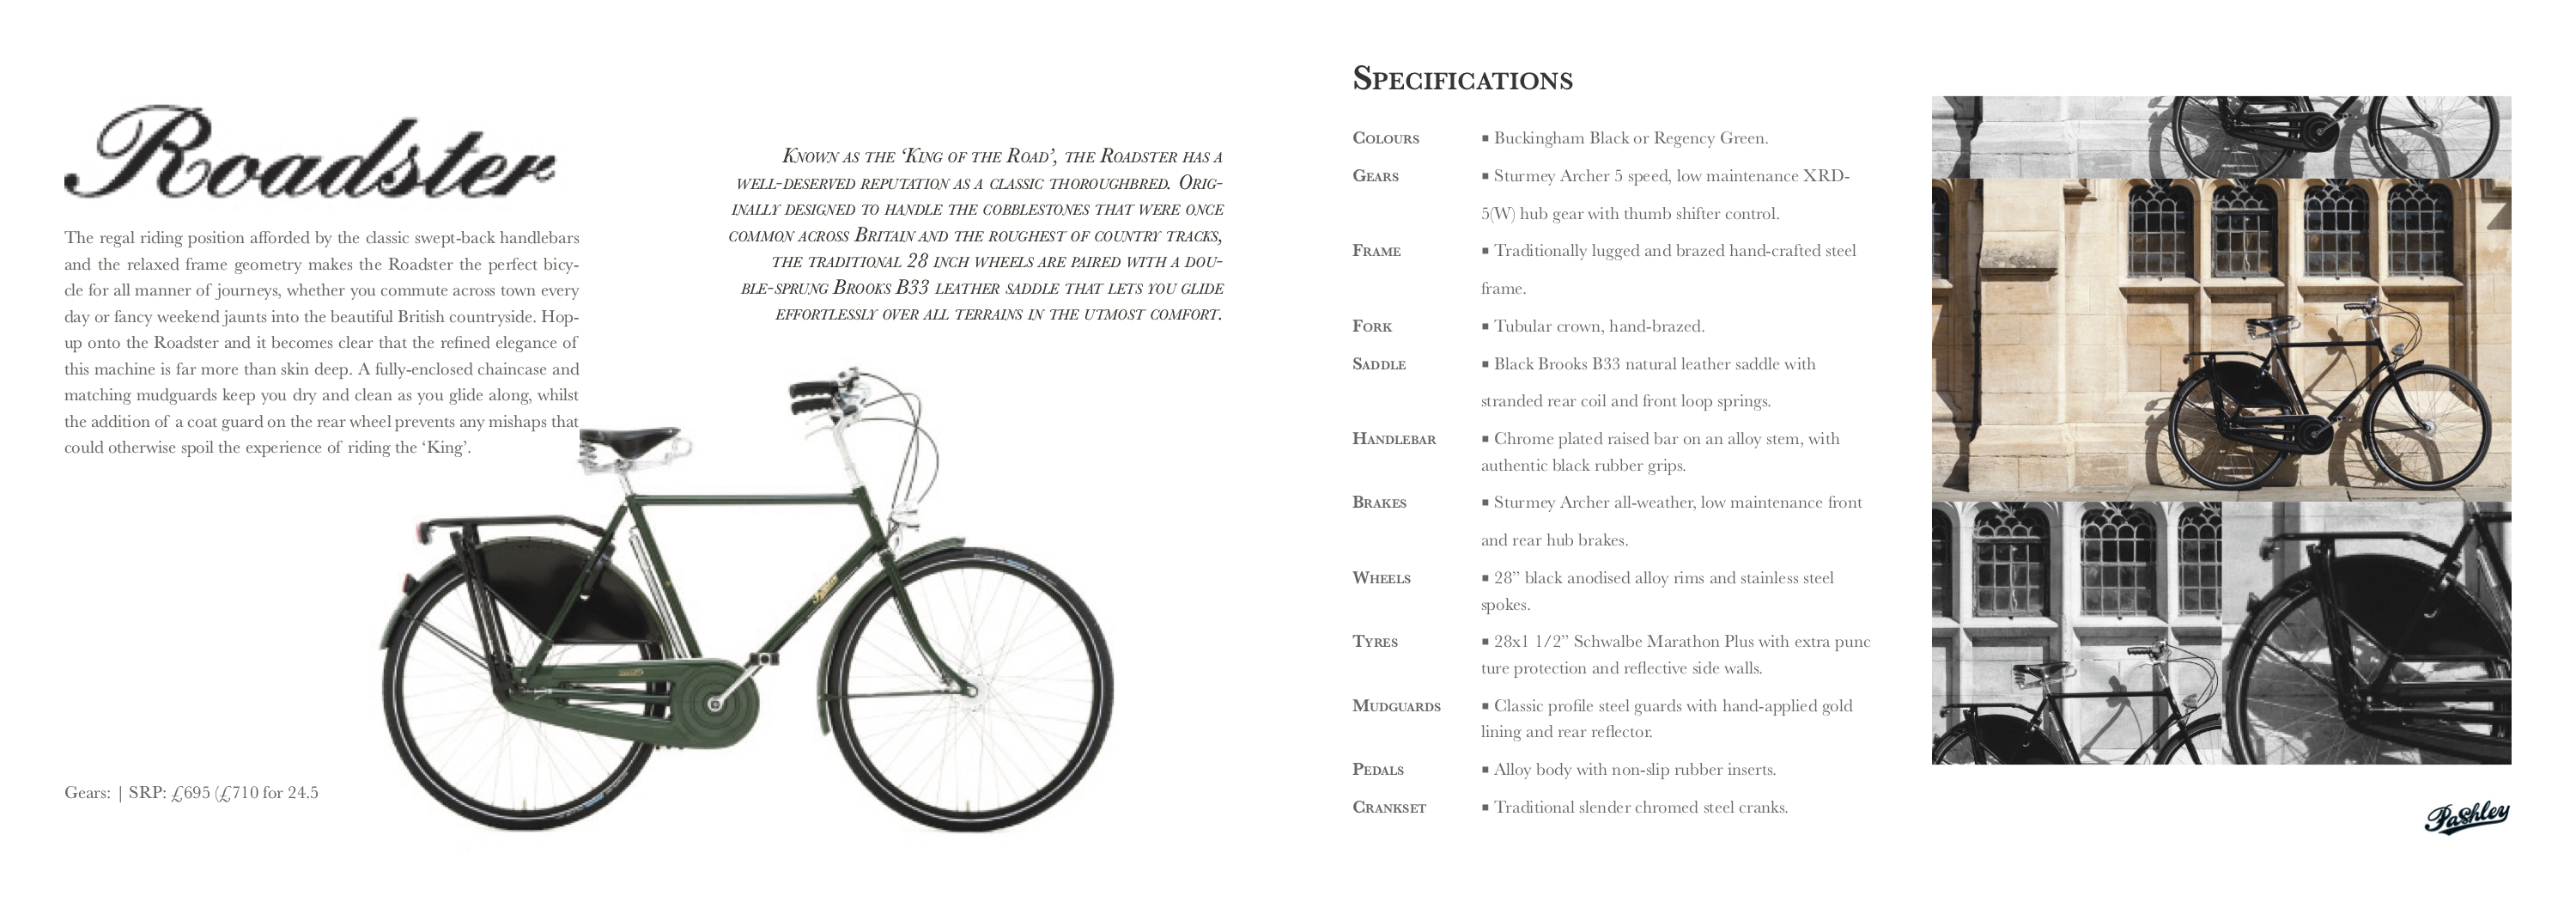 Roadster
The regal riding position afforded by the classic swept-back handlebars
and the relaxed frame geometry makes the Roadster the perfect bicy-
cle for all manner of journeys, whether you commute across town every
day or fancy weekend jaunts into the beautiful British countryside. Hop-
up onto the Roadster and it becomes clear that the refined elegance of
this machine is far more than skin deep. A fully-enclosed chaincase and
matching mudguards keep you dry and clean as you glide along, whilst
the addition of a coat guard on the rear wheel prevents any mishaps that
could otherwise spoil the experience of riding the ‘King’.
Gears: | SRP: £695 (£710 for 24.5
Known as the ‘King of the Road’, the Roadster has a
well-deserved reputation as a classic thoroughbred. Orig-
inally designed to handle the cobblestones that were once
common across Britain and the roughest of country tracks,
the traditional 28 inch wheels are paired with a dou-
ble-sprung Brooks B33 leather saddle that lets you glide
effortlessly over all terrains in the utmost comfort.
Specifications
Colours ▪ Buckingham Black or Regency Green.
Gears ▪ Sturmey Archer 5 speed, low maintenance XRD-
5(W) hub gear with thumb shifter control.
Frame ▪ Traditionally lugged and brazed hand-crafted steel
frame.
Fork ▪ Tubular crown, hand-brazed.
Saddle ▪ Black Brooks B33 natural leather saddle with
stranded rear coil and front loop springs.
Handlebar ▪ Chrome plated raised bar on an alloy stem, with
authentic black rubber grips.
Brakes ▪ Sturmey Archer all-weather, low maintenance front
and rear hub brakes.
Wheels ▪ 28” black anodised alloy rims and stainless steel
spokes.
Tyres ▪ 28x1 1/2” Schwalbe Marathon Plus with extra punc
ture protection and reflective side walls.
Mudguards ▪ Classic profile steel guards with hand-applied gold
lining and rear reflector.
Pedals ▪ Alloy body with non-slip rubber inserts.
Crankset ▪ Traditional slender chromed steel cranks.
Pashley